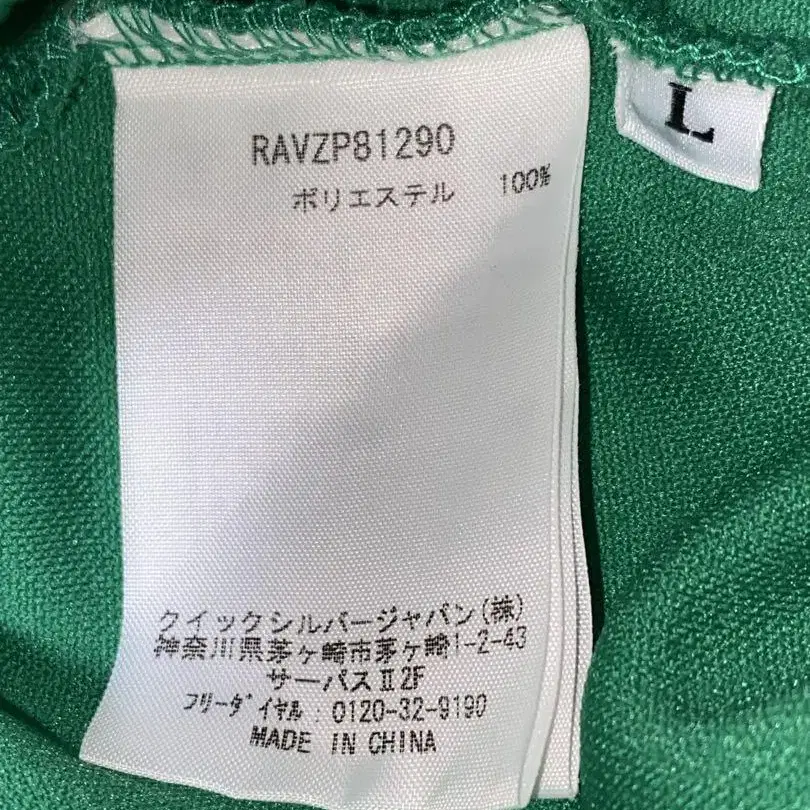 RAVZP81290
ポリエステル 100%
L
クイックシルバージャパン(株)
神奈川県茅ヶ崎市茅ヶ崎1-2-43
サーパスⅡ2F
フリーダイヤル:0120-32-9190
MADE IN CHINA